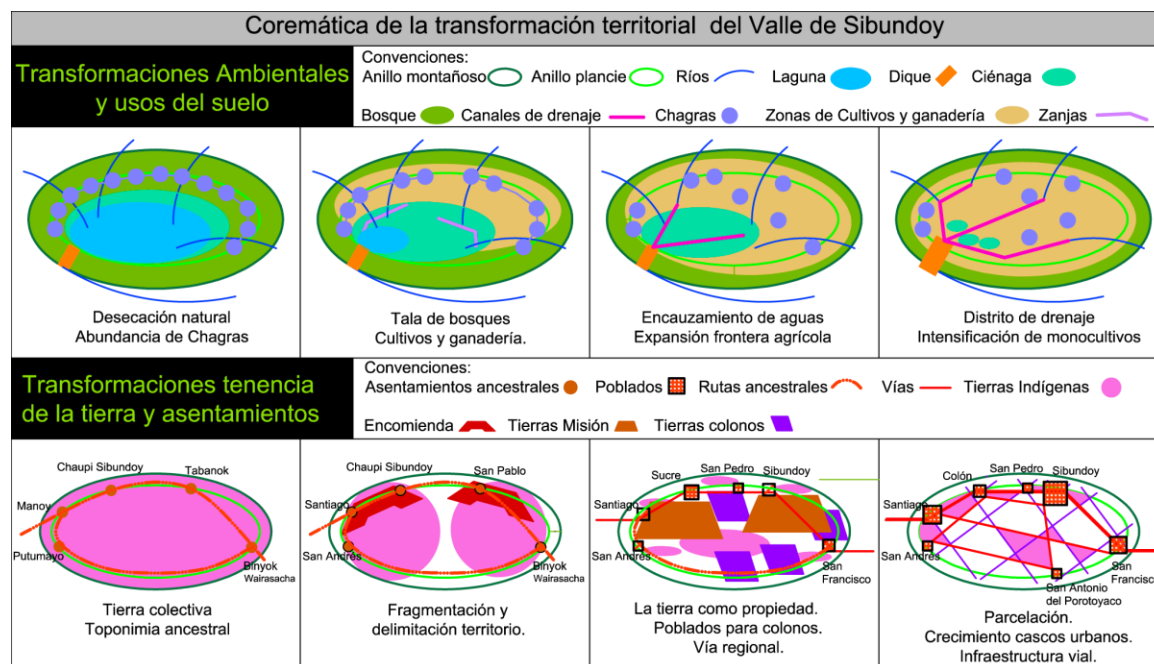 Coremática de la transformación territorial del Valle de Sibundoy
Transformaciones Ambientales
y usos del suelo
Convenciones:
Anillo montañoso Anillo plancie Ríos Laguna Dique Ciénaga
Bosque Canales de drenaje Chagras Zonas de Cultivos y ganadería Zanjas
Desecación natural
Abundancia de Chagras
Tala de bosques
Cultivos y ganadería.
Encauzamiento de aguas
Expansión frontera agrícola
Distrito de drenaje
Intensificación de monocultivos
Transformaciones tenencia
de la tierra y asentamientos
Convenciones:
Asentamientos ancestrales Poblados Rutas ancestrales Vías Tierras Indígenas
Encomienda Tierras Misión Tierras colonos
Chaupi Sibundoy Tabanok
Manoy
Putumayo
Binyok
Wairasacha
Tierra colectiva
Toponimia ancestral
Chaupi Sibundoy San Pablo
Santiago
San Andrés
Binyok
Wairasacha
Fragmentación y
delimitación territorio.
Sucre San Pedro Sibundoy
Santiago
San Andrés
San
Francisco
La tierra como propiedad.
Poblados para colonos.
Vía regional.
Colón San Pedro Sibundoy
Santiago
San Andrés
San
Francisco
San Antonio
del Porotoyaco
Parcelación.
Crecimiento cascos urbanos.
Infraestructura vial.